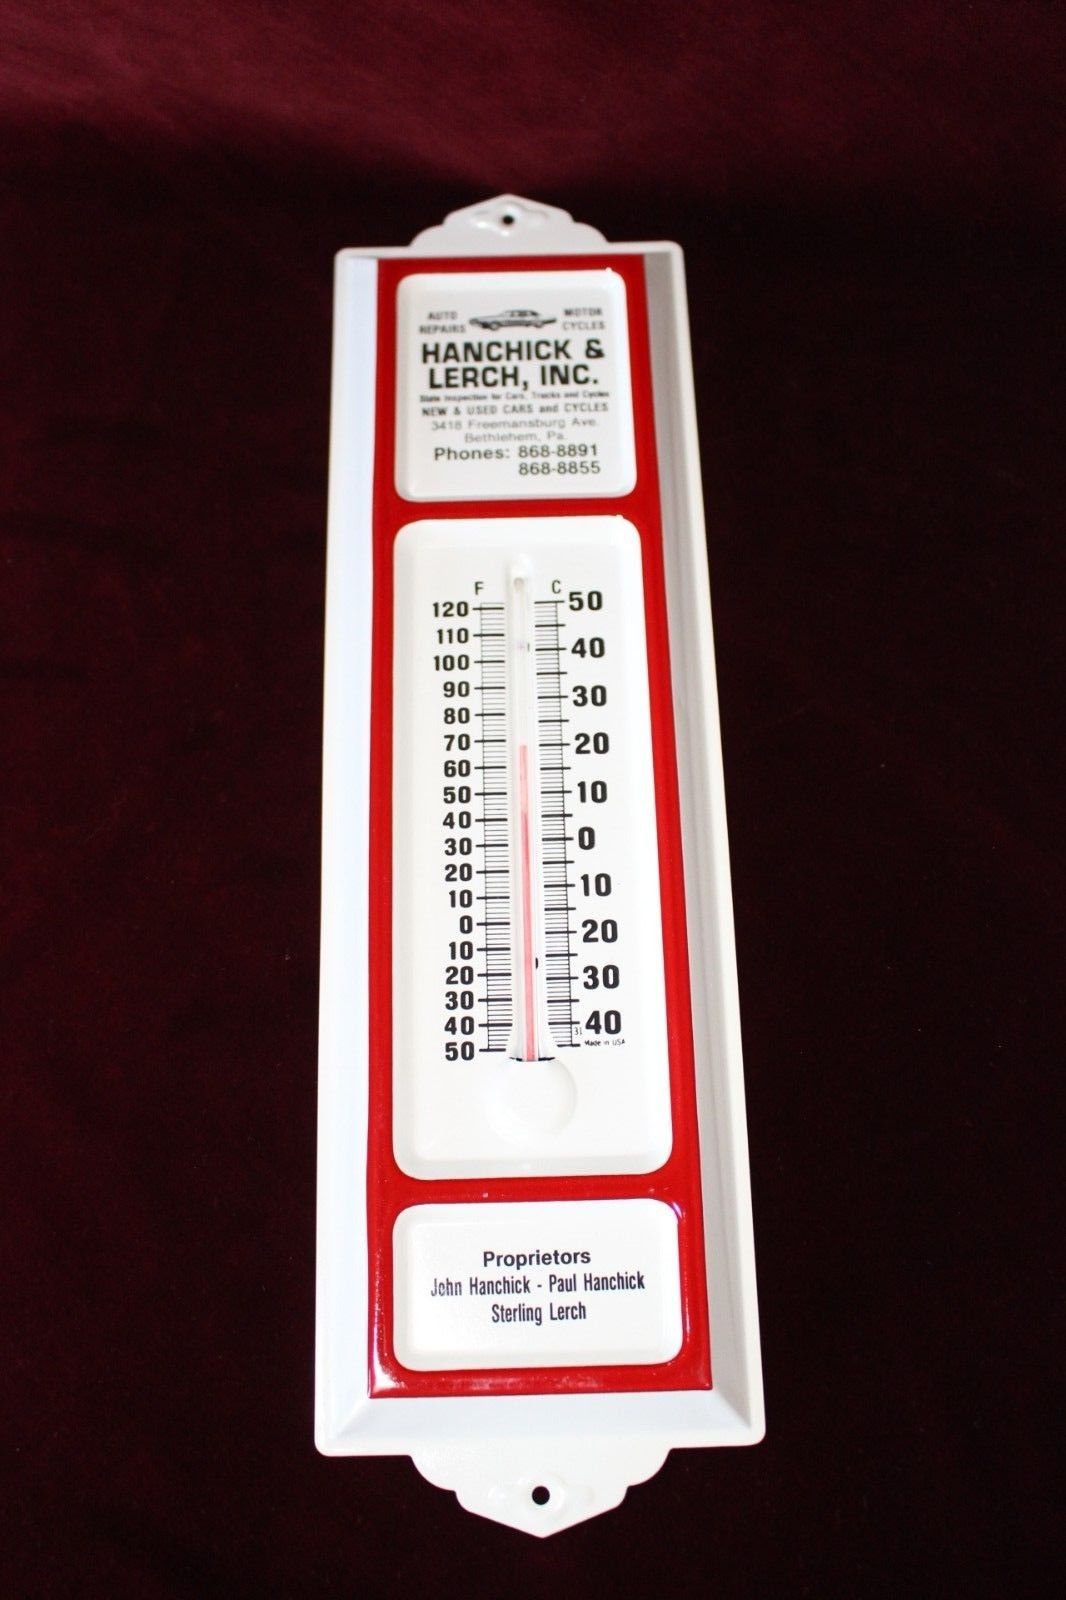 AUTO MOTOR
REPAIRS CYCLES
HANCHICK &
LERCH, INC.
State Inspection for Cars, Trucks and Cycles
NEW & USED CARS and CYCLES
3418 Freemansburg Ave.
Bethlehem, Pa.
Phones: 868-8891
868-8855
F C
120 50
110
100 40
90
80 30
70 20
60
50 10
40
30 0
20
10 10
0 20
10
20 30
30
40 31 40
50 Made in USA
Proprietors
John Hanchick - Paul Hanchick
Sterling Lerch